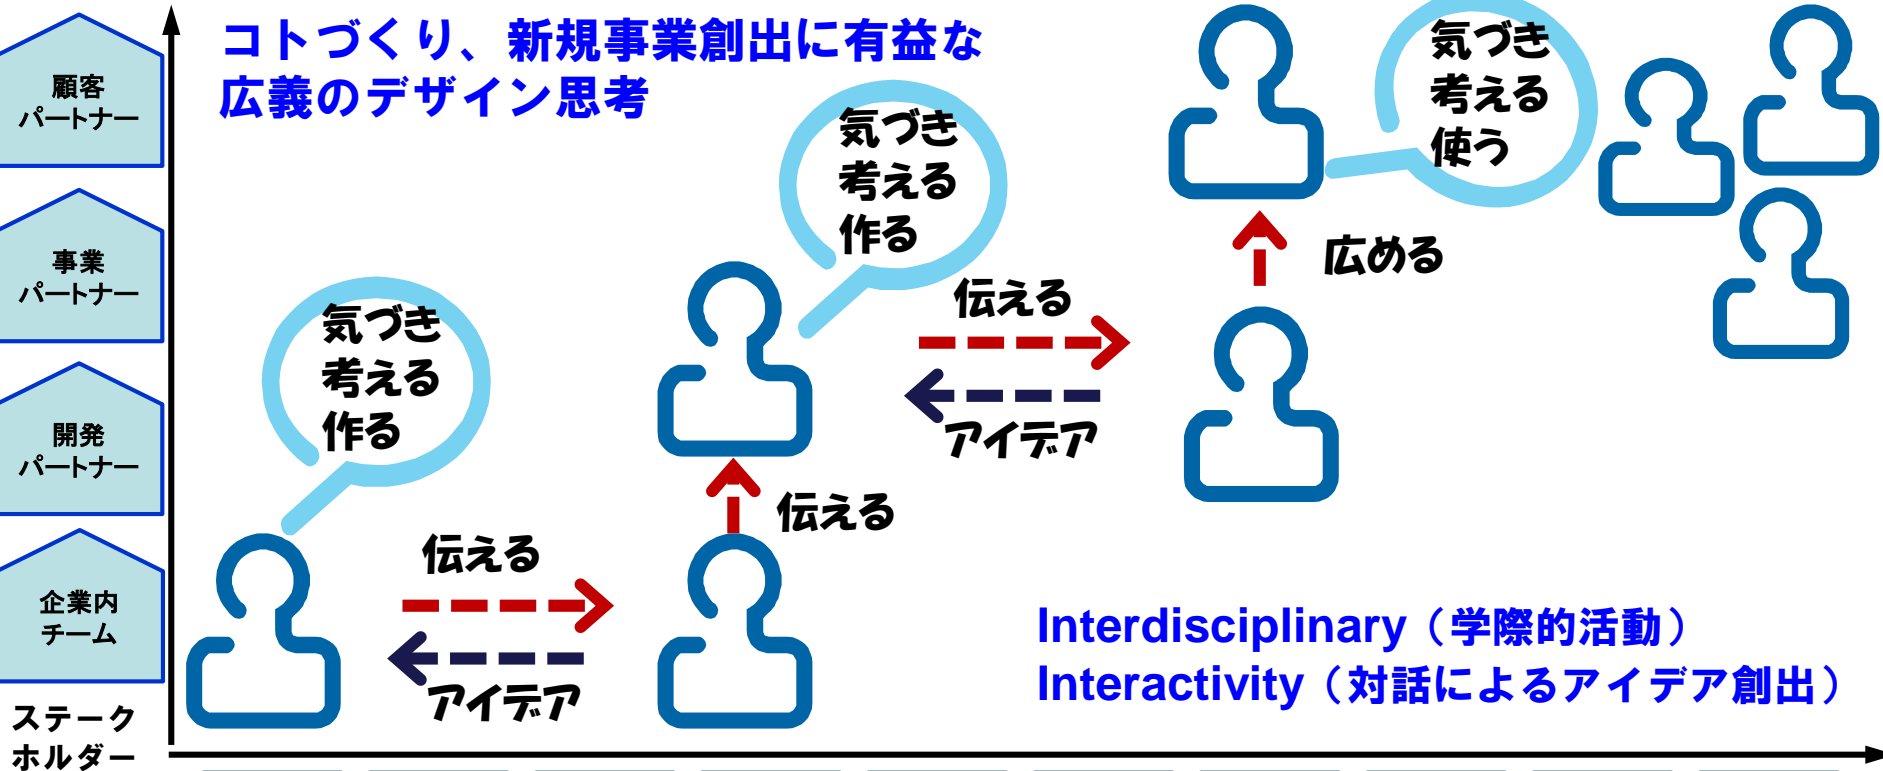 コトづくり、新規事業創出に有益な
広義のデザイン思考
顧客
パートナー
事業
パートナー
開発
パートナー
企業内
チーム
ステーク
ホルダー
気づき
考える
作る
伝える
アイデア
伝える
気づき
考える
作る
伝える
アイデア
広める
気づき
考える
使う
Interdisciplinary（学際的活動）
Interactivity（対話によるアイデア創出）